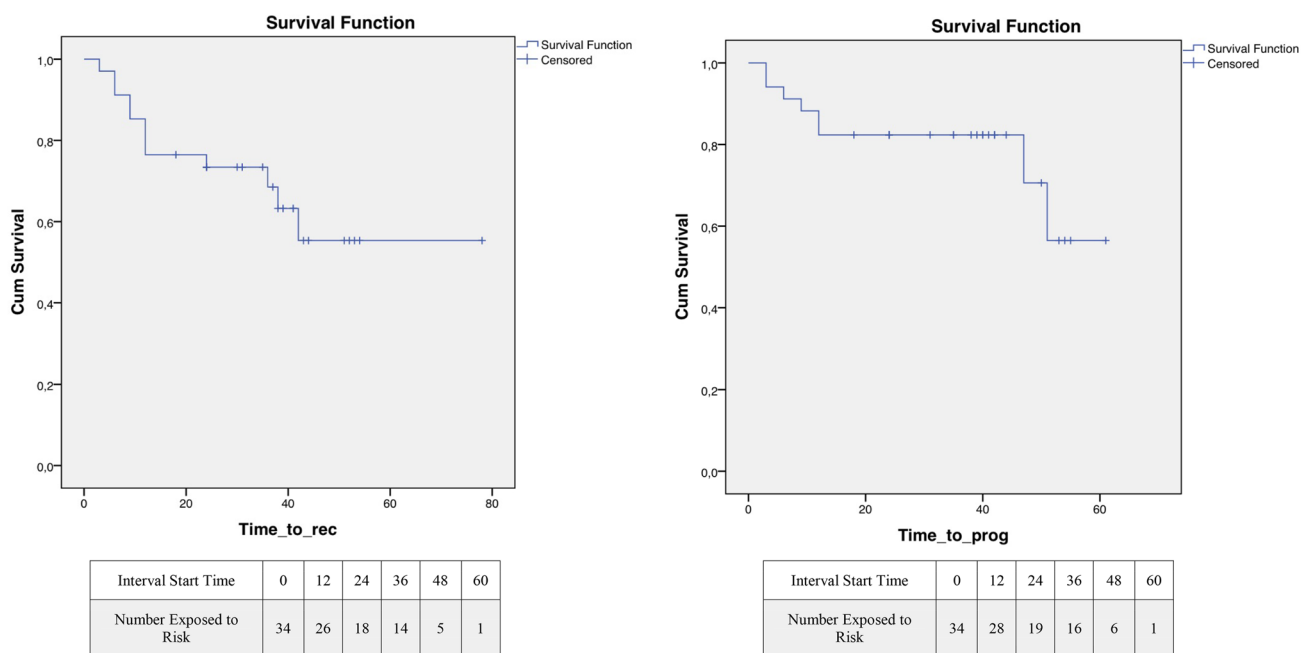 Survival Function
Survival Function
Censored
1,0
0,8
0,6
0,4
0,2
0,0
Cum Survival
0 20 40 60 80
Time_to_rec
Interval Start Time 0 12 24 36 48 60
Number Exposed to
Risk 34 26 18 14 5 1
Survival Function
Survival Function
Censored
1,0
0,8
0,6
0,4
0,2
0,0
Cum Survival
0 20 40 60
Time_to_prog
Interval Start Time 0 12 24 36 48 60
Number Exposed to
Risk 34 28 19 16 6 1